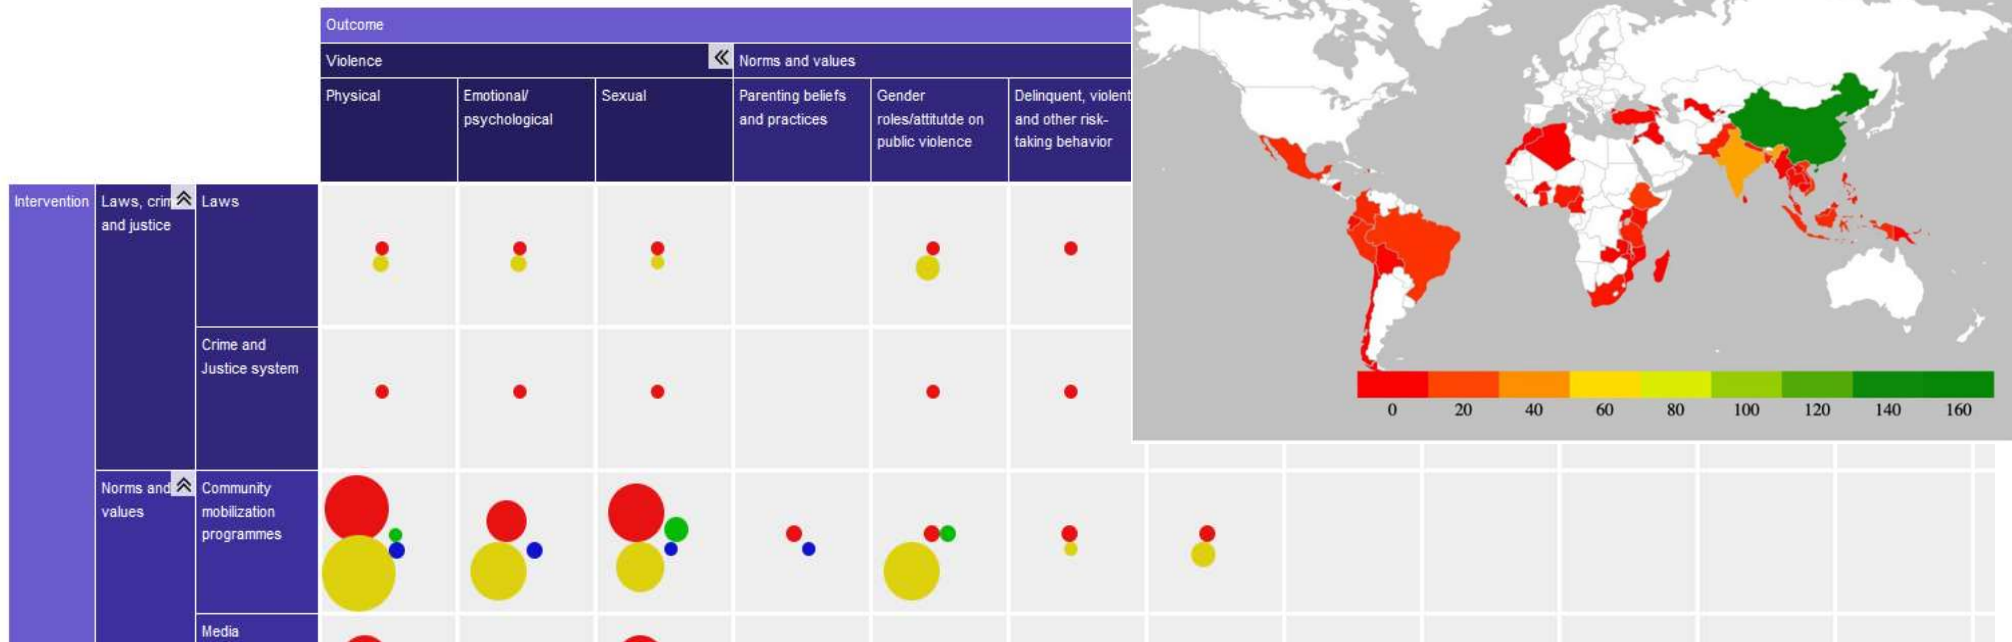 Outcome
Violence
Norms and values
Physical
Emotional/
psychological
Sexual
Parenting beliefs
and practices
Gender
roles/attitutde on
public violence
Delinquent, violent
and other risk-
taking behavior
Intervention
Laws, crim
and justice
Laws
Crime and
Justice system
Norms and
values
Community
mobilization
programmes
Media
0 20 40 60 80 100 120 140 160